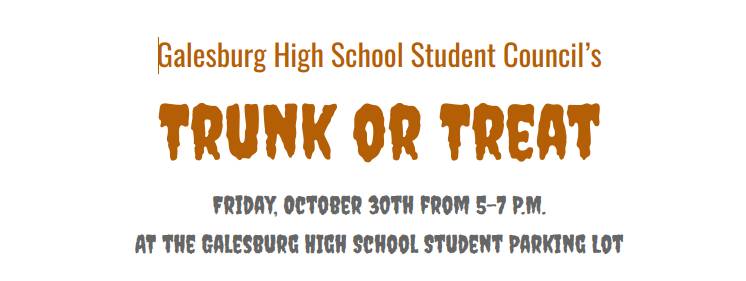 Galesburg High School Student Council’s
TRUNK OR TREAT
FRIDAY, OCTOBER 30TH FROM 5–7 P.M.
AT THE GALESBURG HIGH SCHOOL STUDENT PARKING LOT